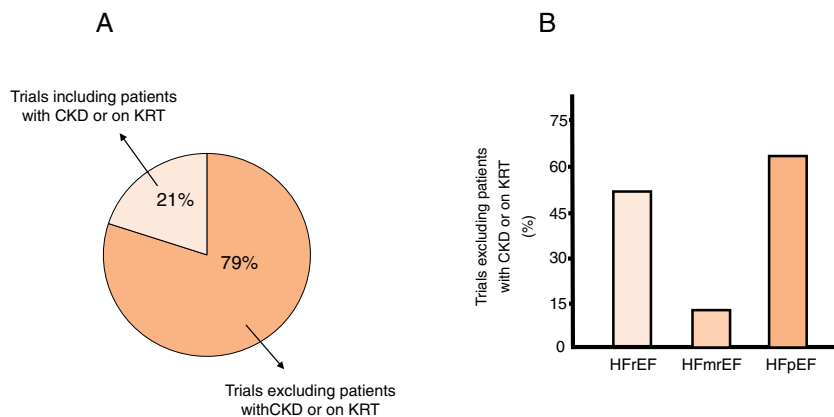 A
Trials including patients
with CKD or on KRT
21%
79%
Trials excluding patients
withCKD or on KRT
B
Trials excluding patients
with CKD or on KRT
(%)
75
60
45
30
15
0
HFrEF HFmrEF HFpEF